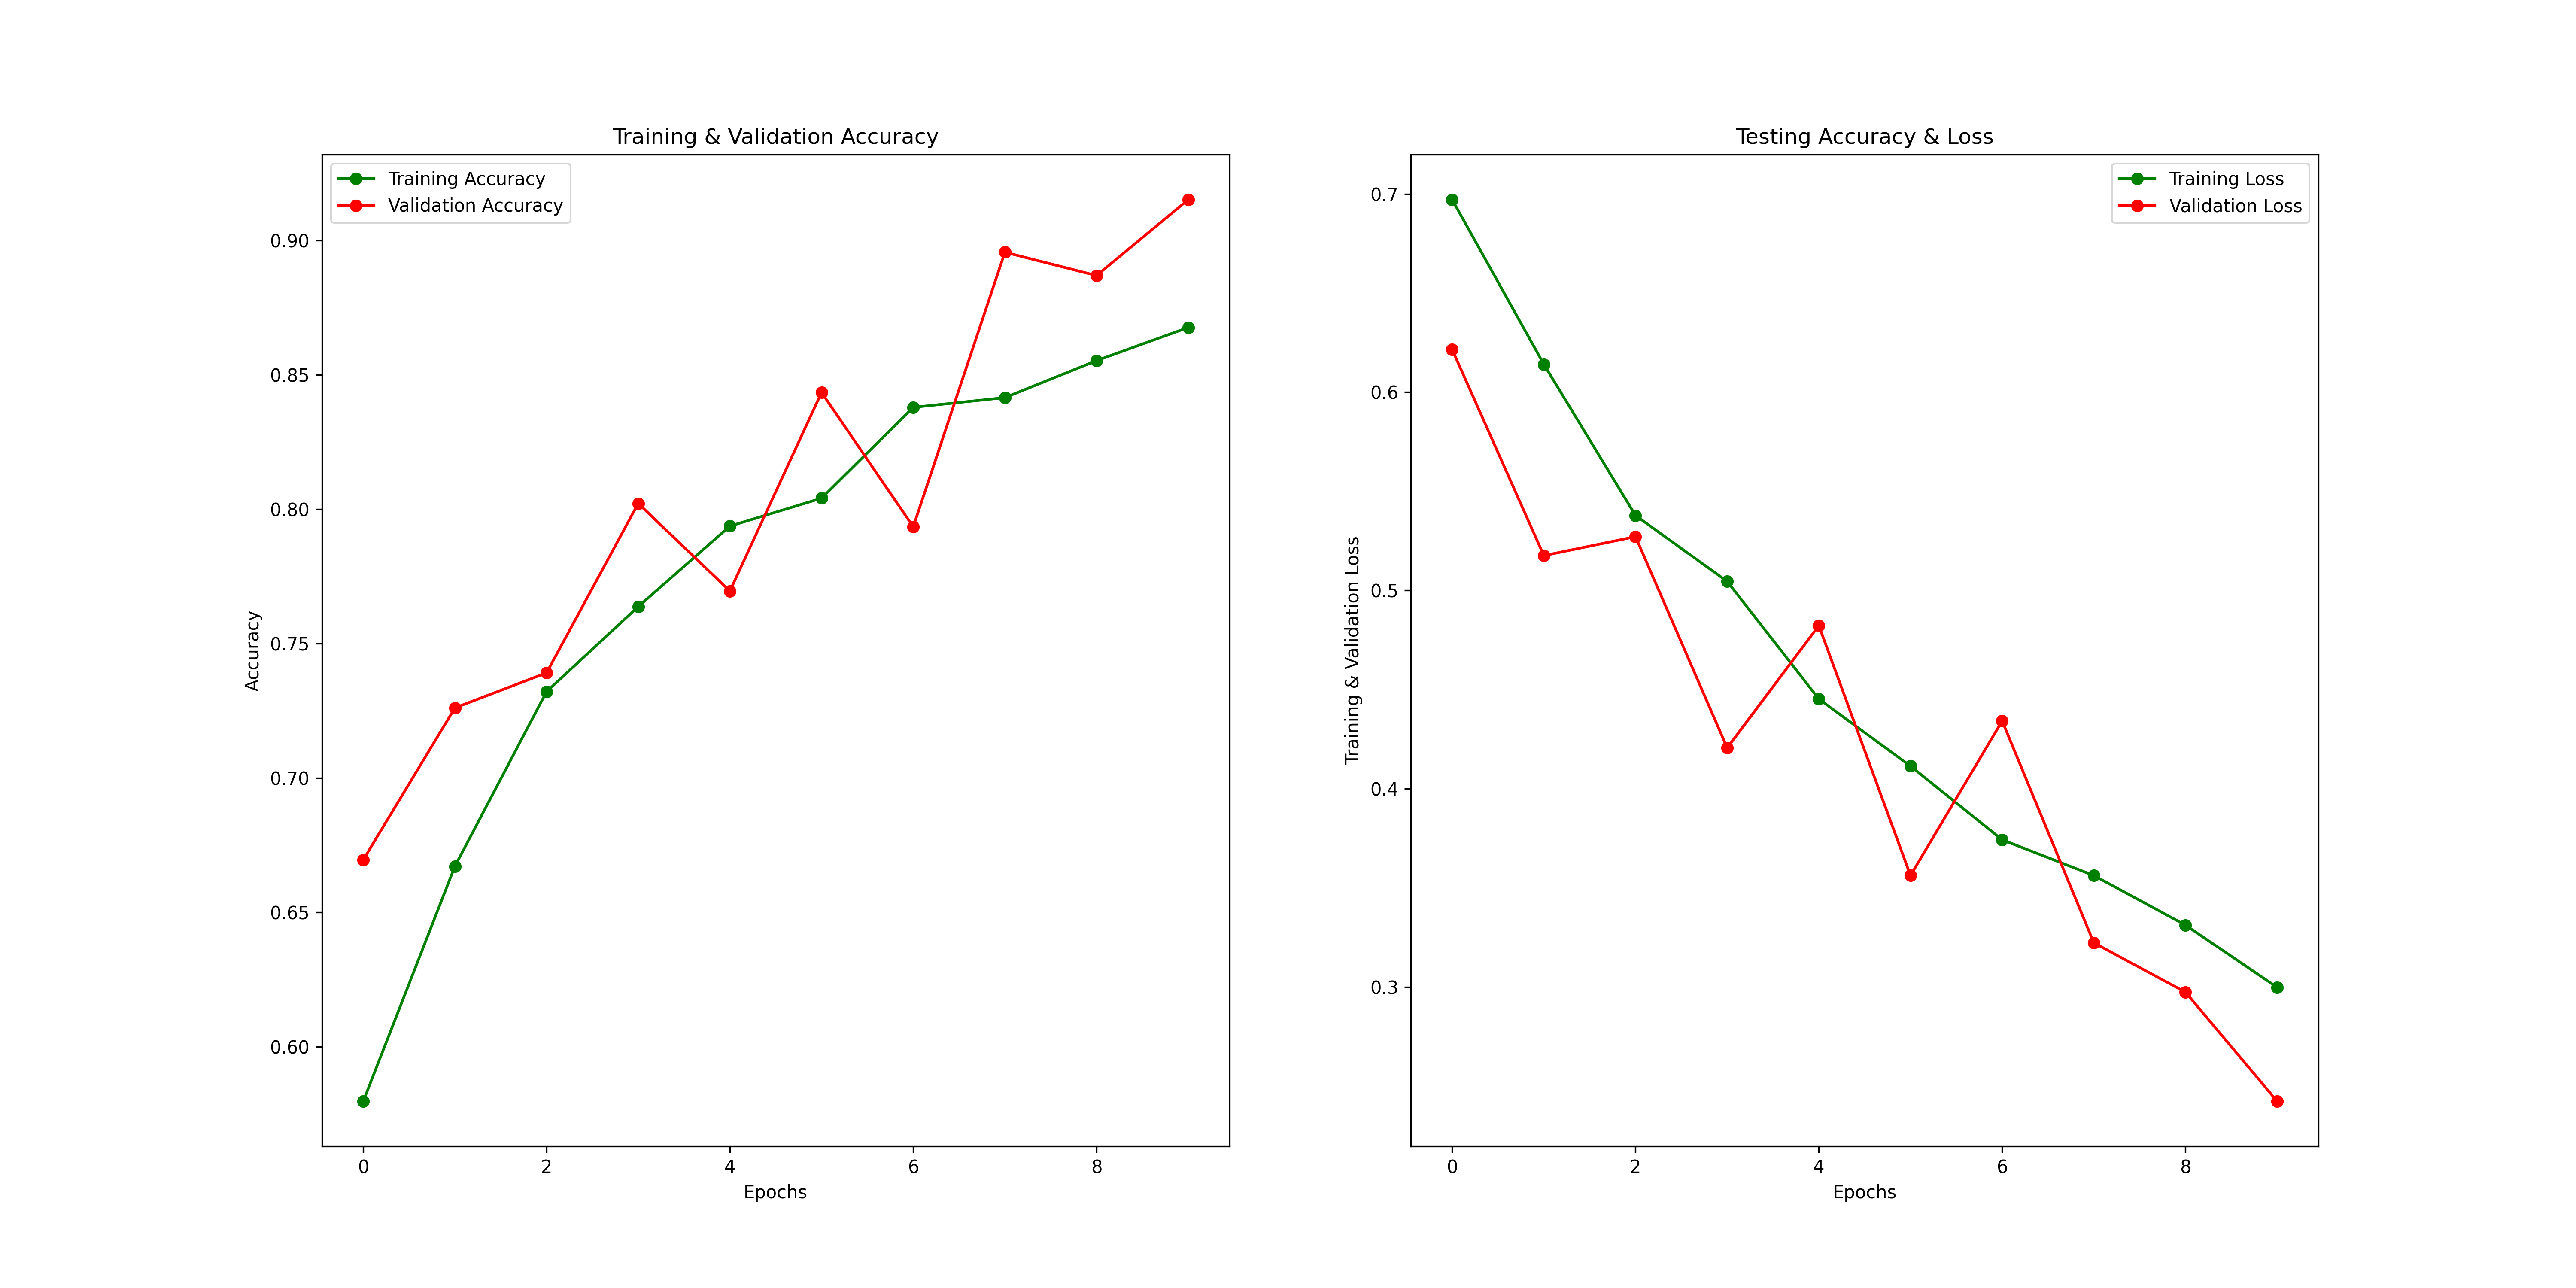 Training & Validation Accuracy
Training Accuracy
Validation Accuracy
0.90
0.85
0.80
0.75
0.70
0.65
0.60
Accuracy
0 2 4 6 8
Epochs
Testing Accuracy & Loss
Training Loss
Validation Loss
0.7
0.6
0.5
0.4
0.3
Training & Validation Loss
0 2 4 6 8
Epochs